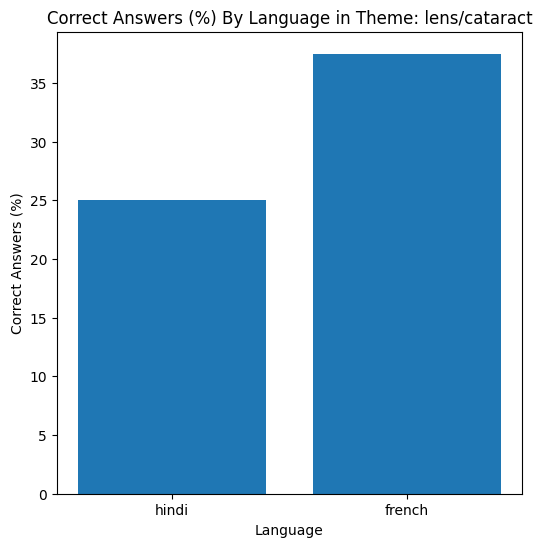 Correct Answers (%) By Language in Theme: lens/cataract
Correct Answers (%)
35
30
25
20
15
10
5
0
hindi french
Language